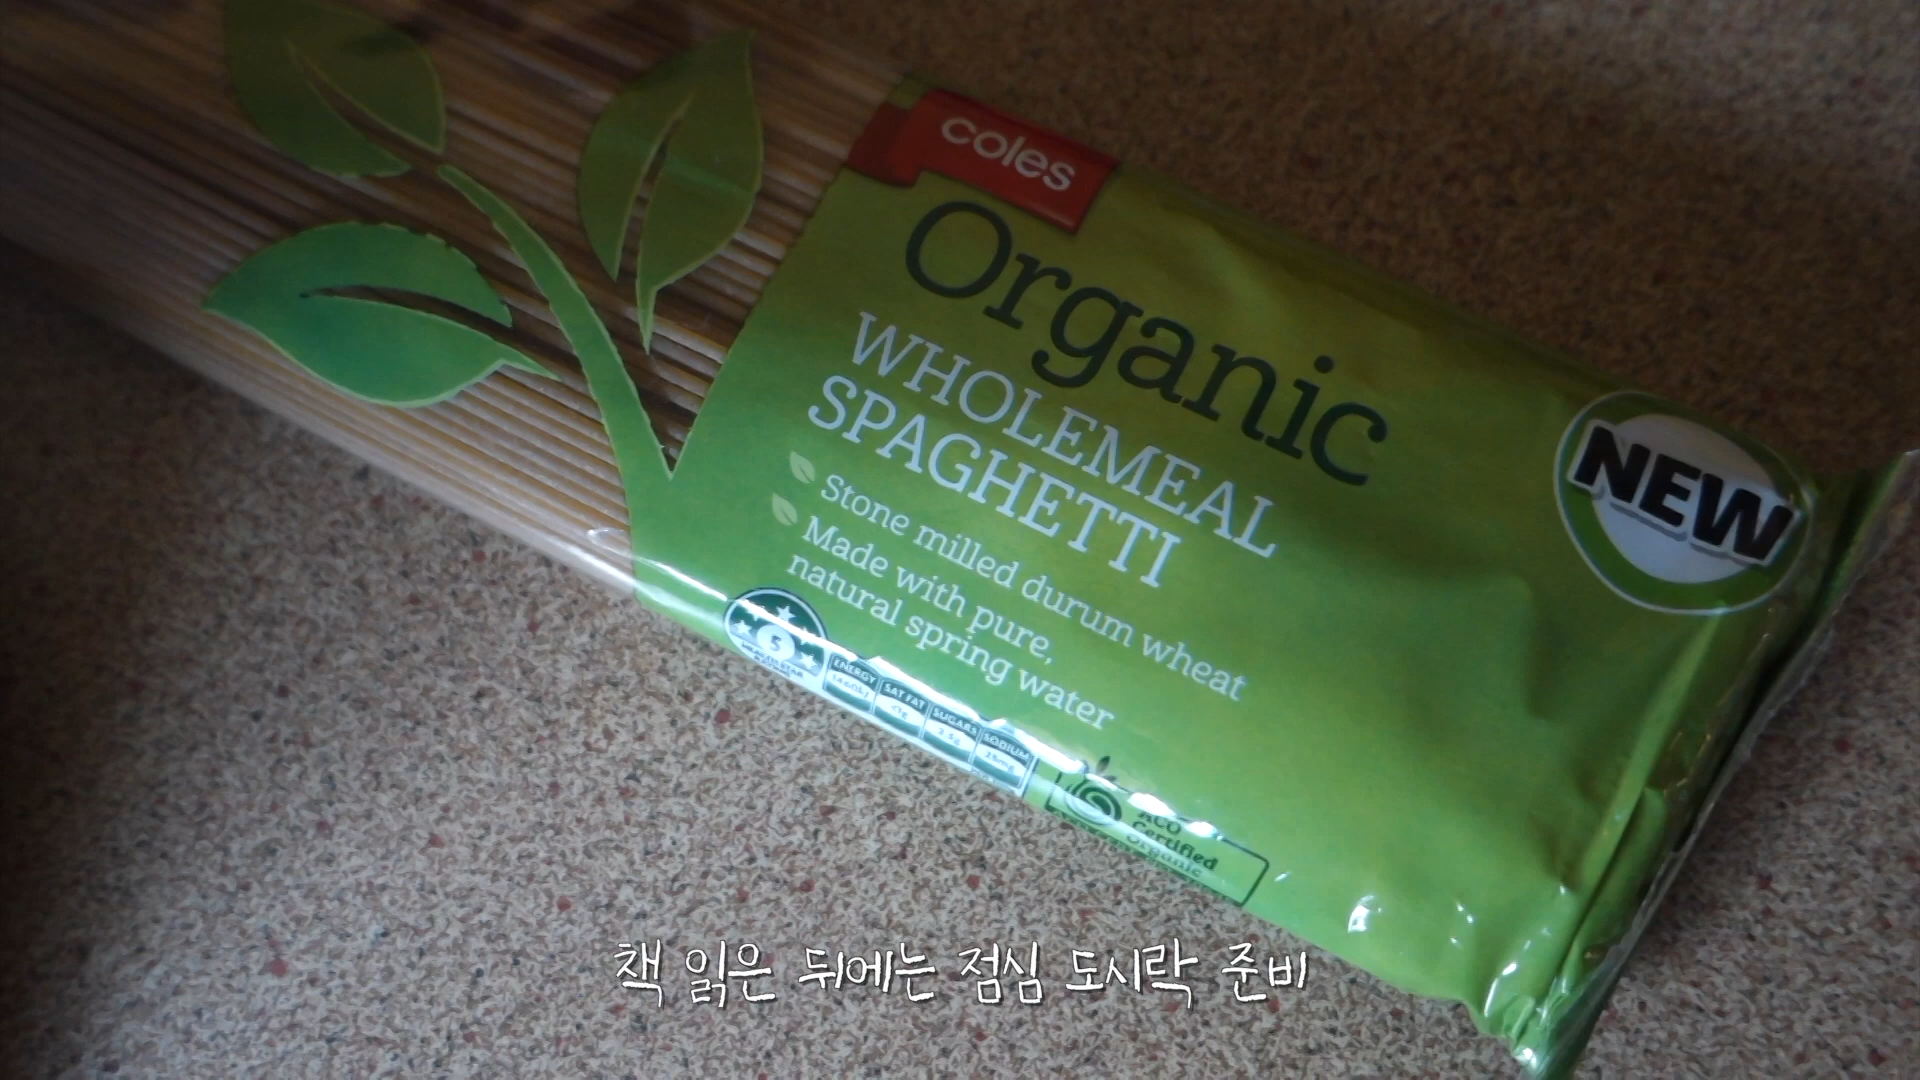 coles
Organic
WHOLEMEAL
SPAGHETTI
Stone milled durum wheat
Made with pure,
natural spring water
NEW
5
ENERGY
SAT FAT
SUGARS
SODIUM
ACO
Certified
Organic
책 읽은 뒤에는 점심 도시락 준비